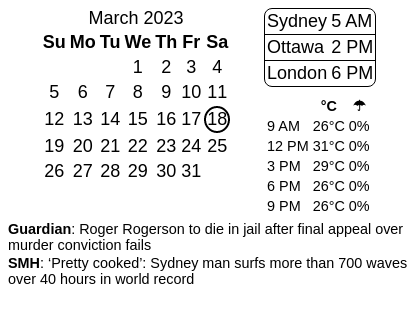 March 2023
Su Mo Tu We Th Fr Sa
1 2 3 4
5 6 7 8 9 10 11
12 13 14 15 16 17 18
19 20 21 22 23 24 25
26 27 28 29 30 31
Sydney 5 AM
Ottawa 2 PM
London 6 PM
°C ☂
9 AM 26°C 0%
12 PM 31°C 0%
3 PM 29°C 0%
6 PM 26°C 0%
9 PM 26°C 0%
Guardian: Roger Rogerson to die in jail after final appeal over
murder conviction fails
SMH: ‘Pretty cooked’: Sydney man surfs more than 700 waves
over 40 hours in world record